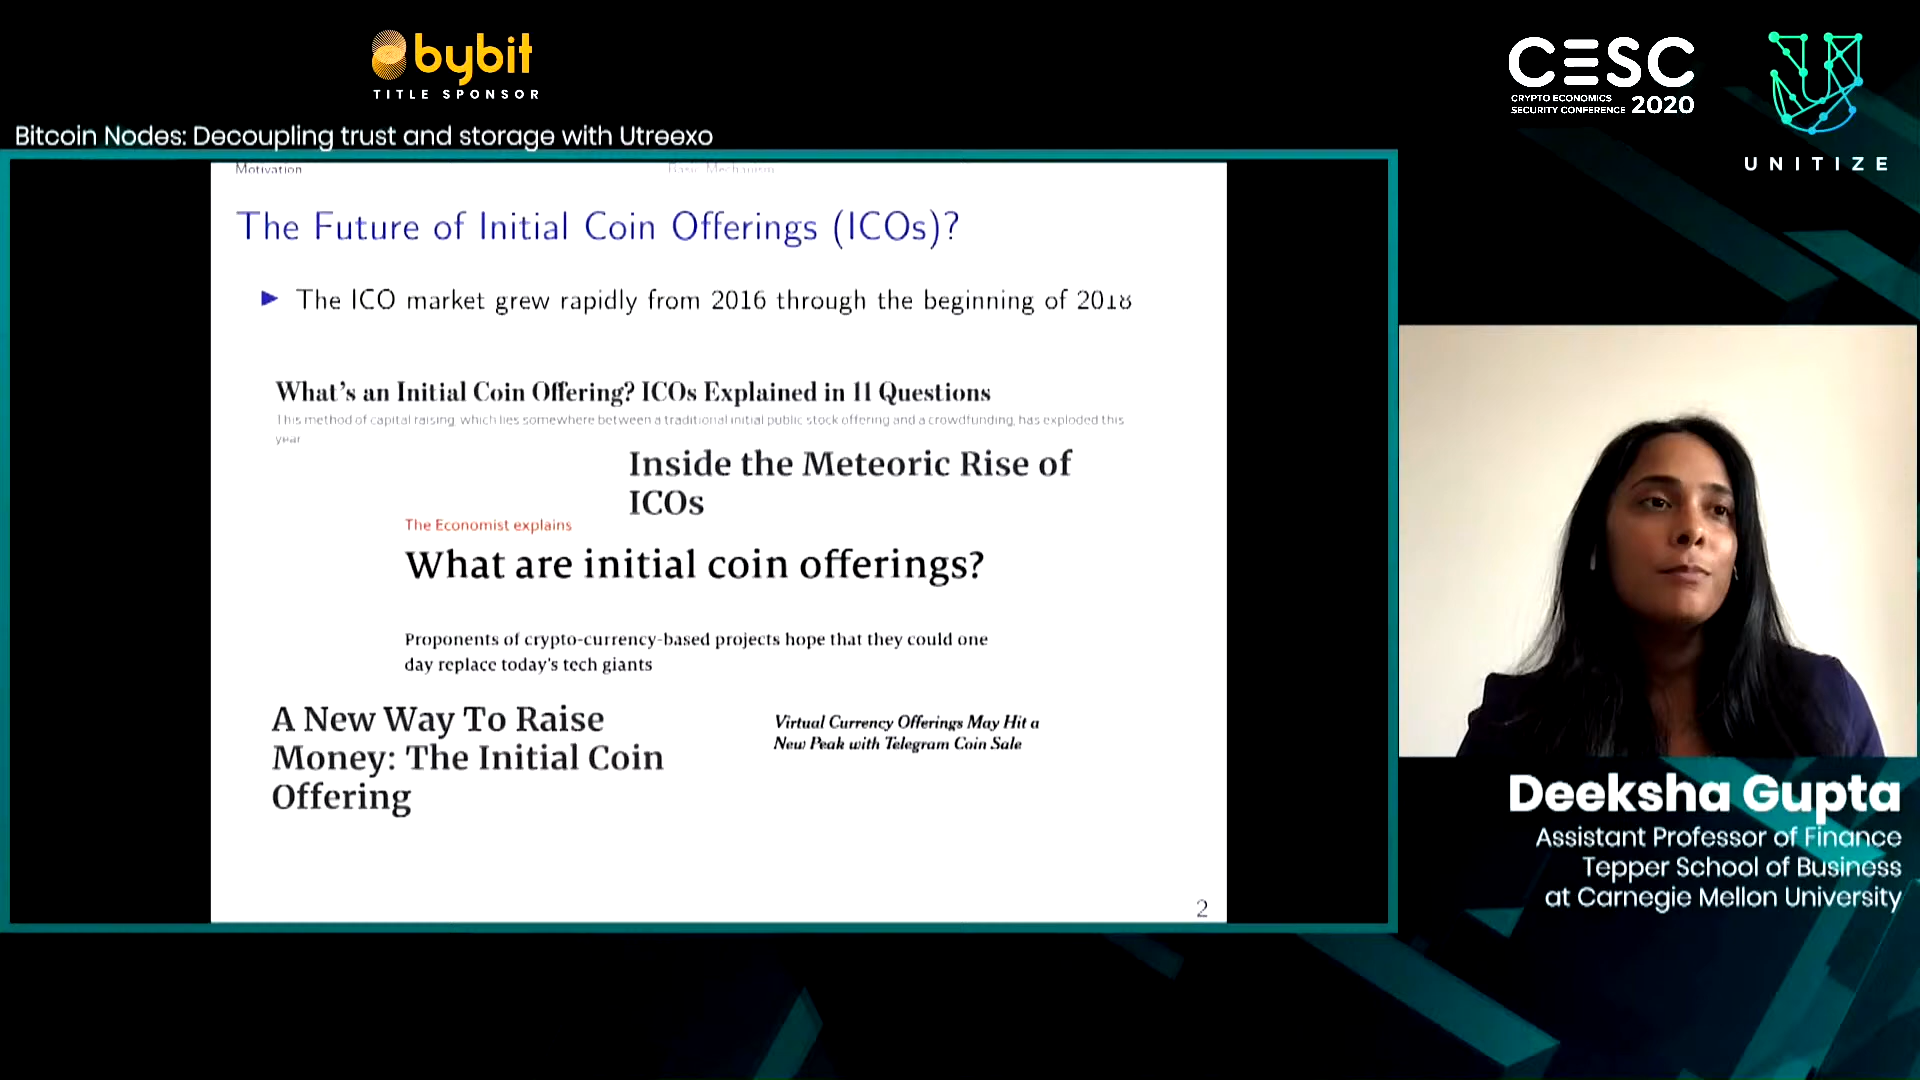 bybit
TITLE SPONSOR
CESC
CRYPTO ECONOMICS
SECURITY CONFERENCE 2020
UNITIZE
Bitcoin Nodes: Decoupling trust and storage with Utreexo
Motivation
Basic Mechanism
The Future of Initial Coin Offerings (ICOs)?
▶ The ICO market grew rapidly from 2016 through the beginning of 2018
What's an Initial Coin Offering? ICOs Explained in 11 Questions
This method of capital raising, which lies somewhere between a traditional initial public stock offering and a crowdfunding, has exploded this
year
Inside the Meteoric Rise of
ICOs
The Economist explains
What are initial coin offerings?
Proponents of crypto-currency-based projects hope that they could one
day replace today's tech giants
A New Way To Raise
Money: The Initial Coin
Offering
Virtual Currency Offerings May Hit a
New Peak with Telegram Coin Sale
2
Deeksha Gupta
Assistant Professor of Finance
Tepper School of Business
at Carnegie Mellon University